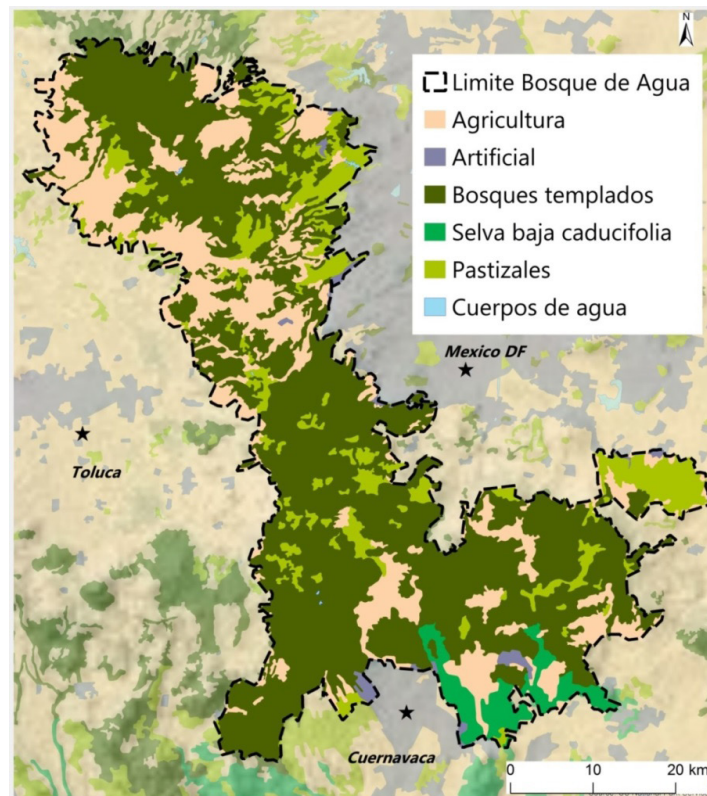 N
Limite Bosque de Agua
Agricultura
Artificial
Bosques templados
Selva baja caducifolia
Pastizales
Cuerpos de agua
Mexico DF
Toluca
Cuernavaca
0 10 20 km